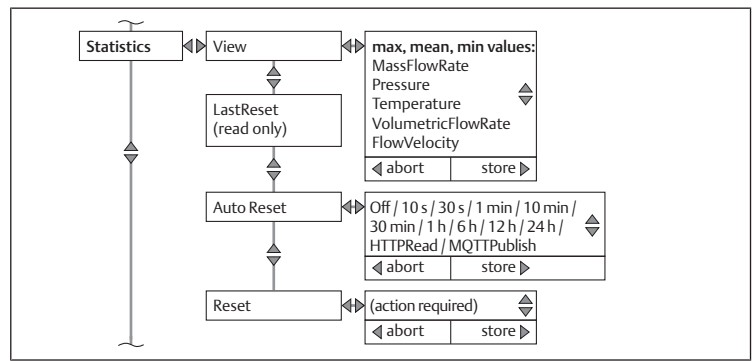 Statistics
View
max, mean, min values:
MassFlowRate
Pressure
Temperature
VolumetricFlowRate
FlowVelocity
abort
store
LastReset
(read only)
Auto Reset
Off / 10 s / 30 s / 1 min / 10 min /
30 min / 1 h / 6 h / 12 h / 24 h /
HTTPRead / MQTTPublish
abort
store
Reset
(action required)
abort
store